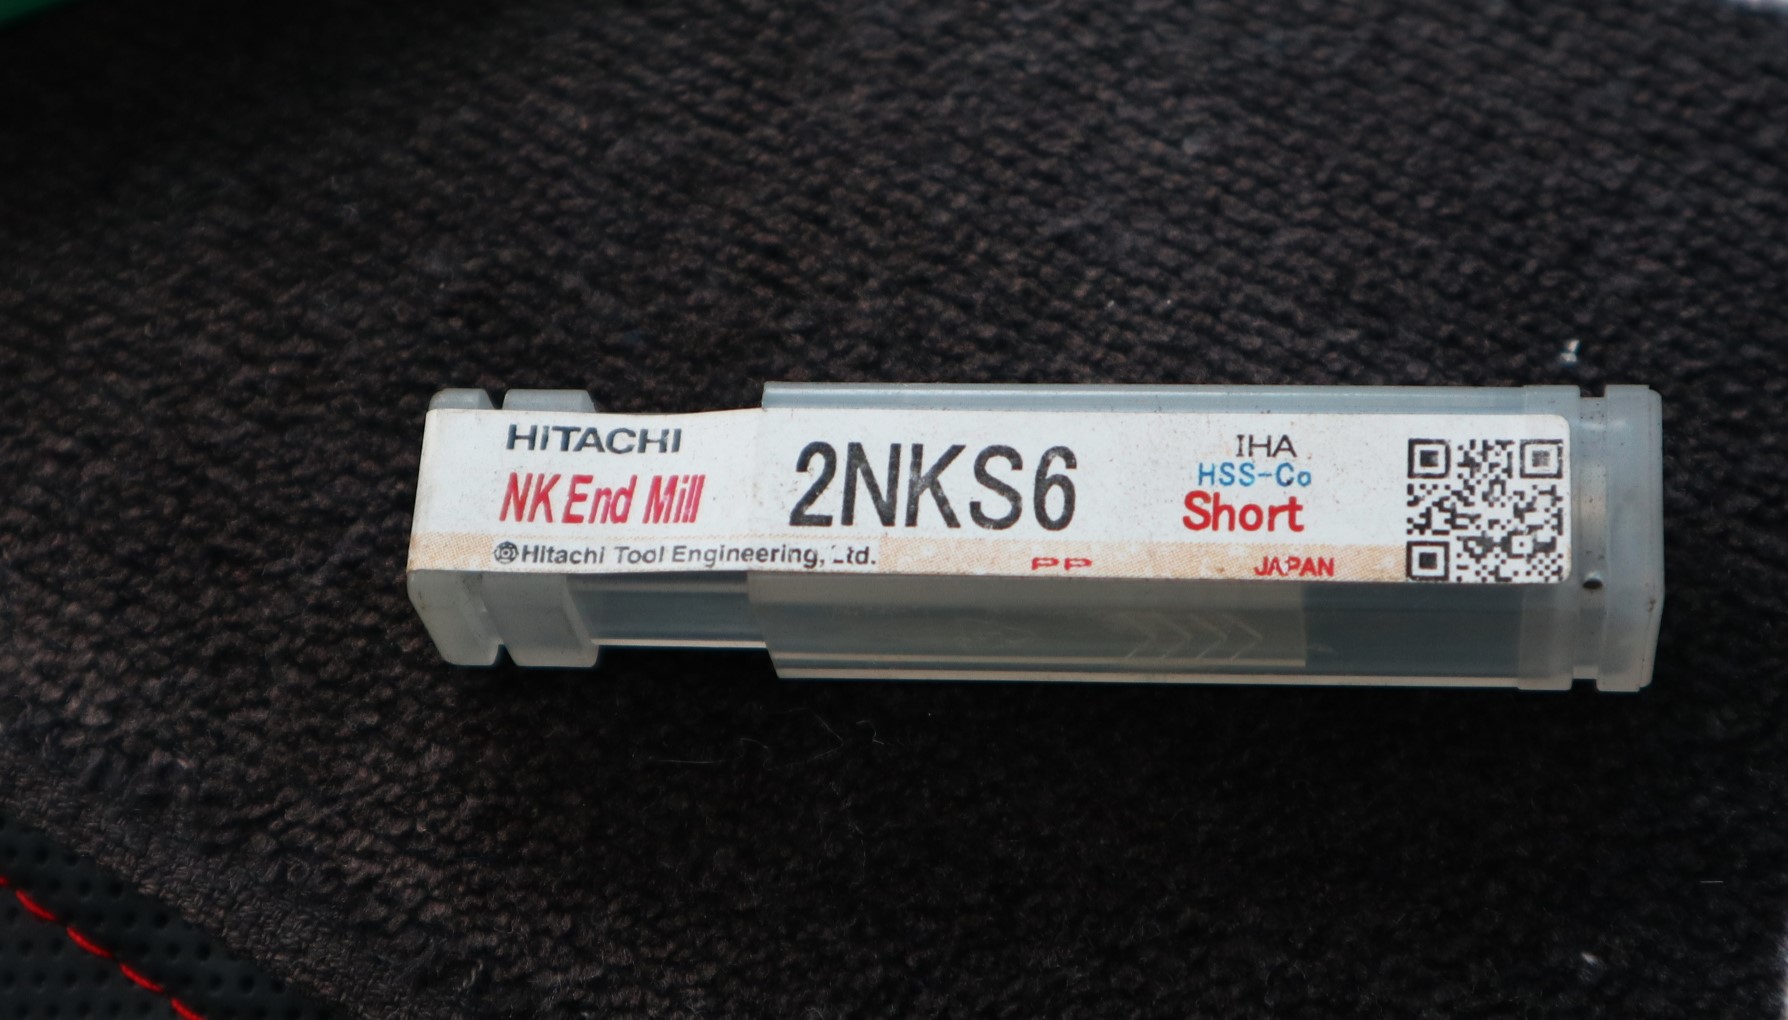 HITACHI
NK End Mill
Hitachi Tool Engineering, Ltd.
2NKS6
IHA
HSS-Co
Short
PP
JAPAN